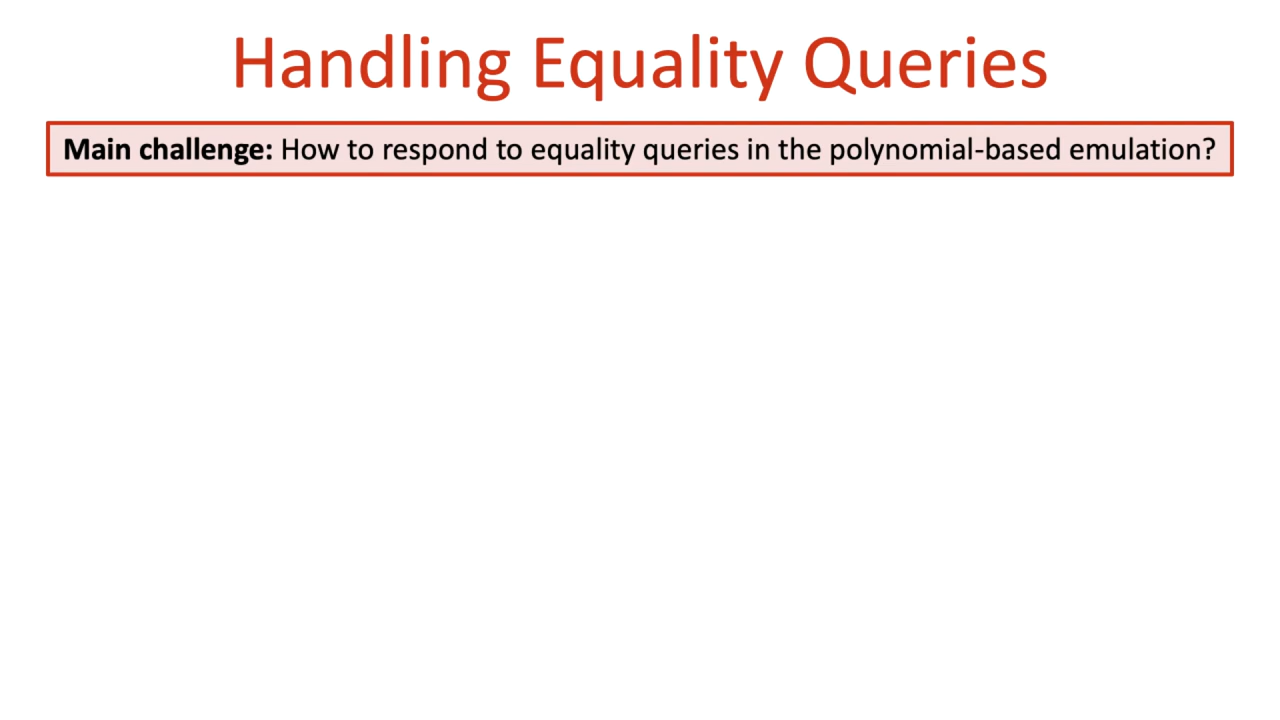 Handling Equality Queries
Main challenge: How to respond to equality queries in the polynomial-based emulation?